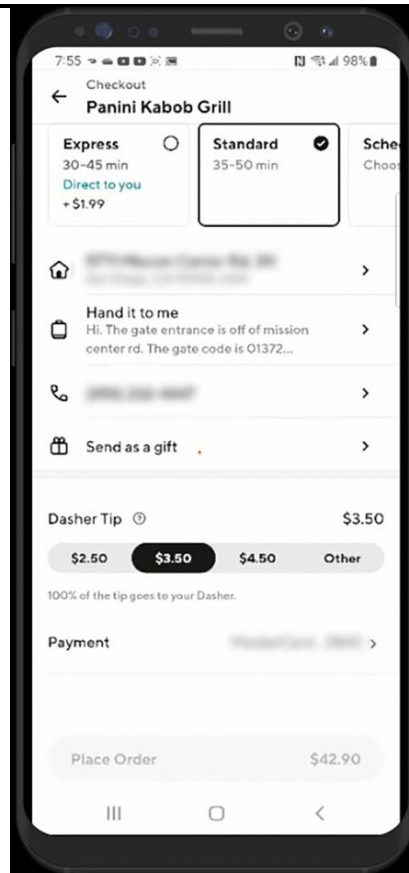 7:55
98%
Checkout
Panini Kabob Grill
Express
30-45 min
Direct to you
+$1.99
Standard
35-50 min
Sche
Choos
Hand it to me
Hi. The gate entrance is off of mission
center rd. The gate code is 01372...
Send as a gift
Dasher Tip
$3.50
$2.50 $3.50 $4.50 Other
100% of the tip goes to your Dasher.
Payment
Place Order $42.90